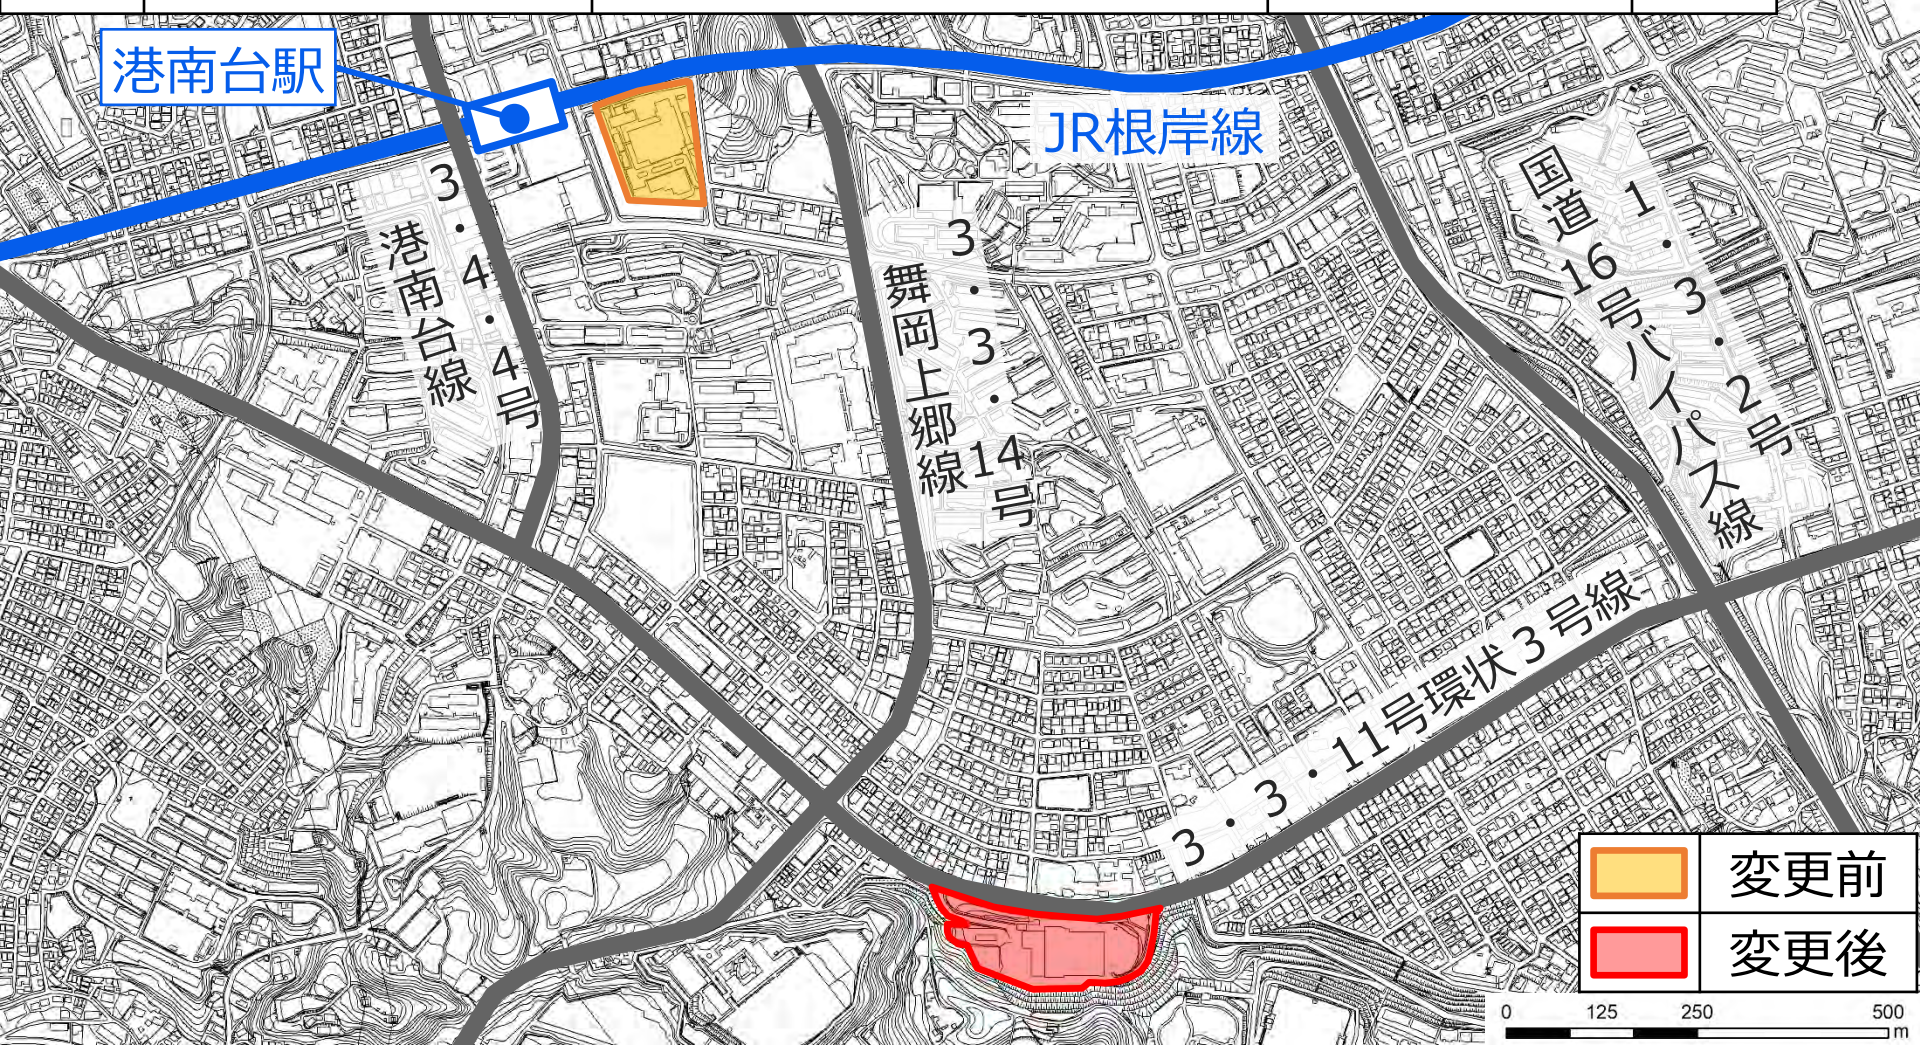 港南台駅
JR根岸線
3・4・4号
港南台線
3・3・14号
舞岡上郷線
1・3・2号
国道16号バイパス線
3・3・11号環状3号線
変更前
変更後
0 125 250 500
m